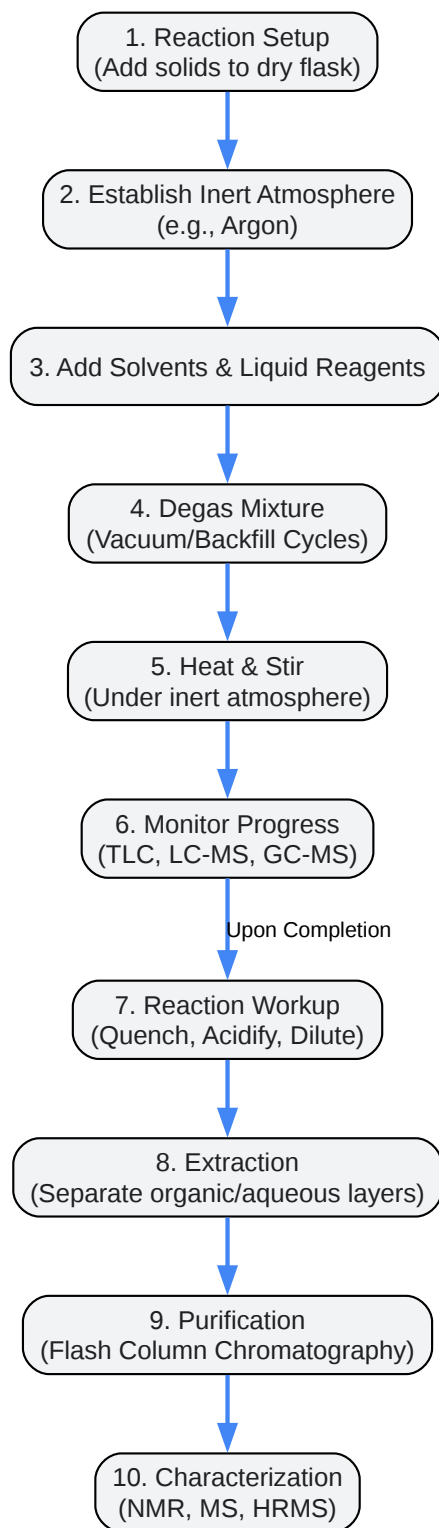 1. Reaction Setup
(Add solids to dry flask)
2. Establish Inert Atmosphere
(e.g., Argon)
3. Add Solvents & Liquid Reagents
4. Degas Mixture
(Vacuum/Backfill Cycles)
5. Heat & Stir
(Under inert atmosphere)
6. Monitor Progress
(TLC, LC-MS, GC-MS)
Upon Completion
7. Reaction Workup
(Quench, Acidify, Dilute)
8. Extraction
(Separate organic/aqueous layers)
9. Purification
(Flash Column Chromatography)
10. Characterization
(NMR, MS, HRMS)